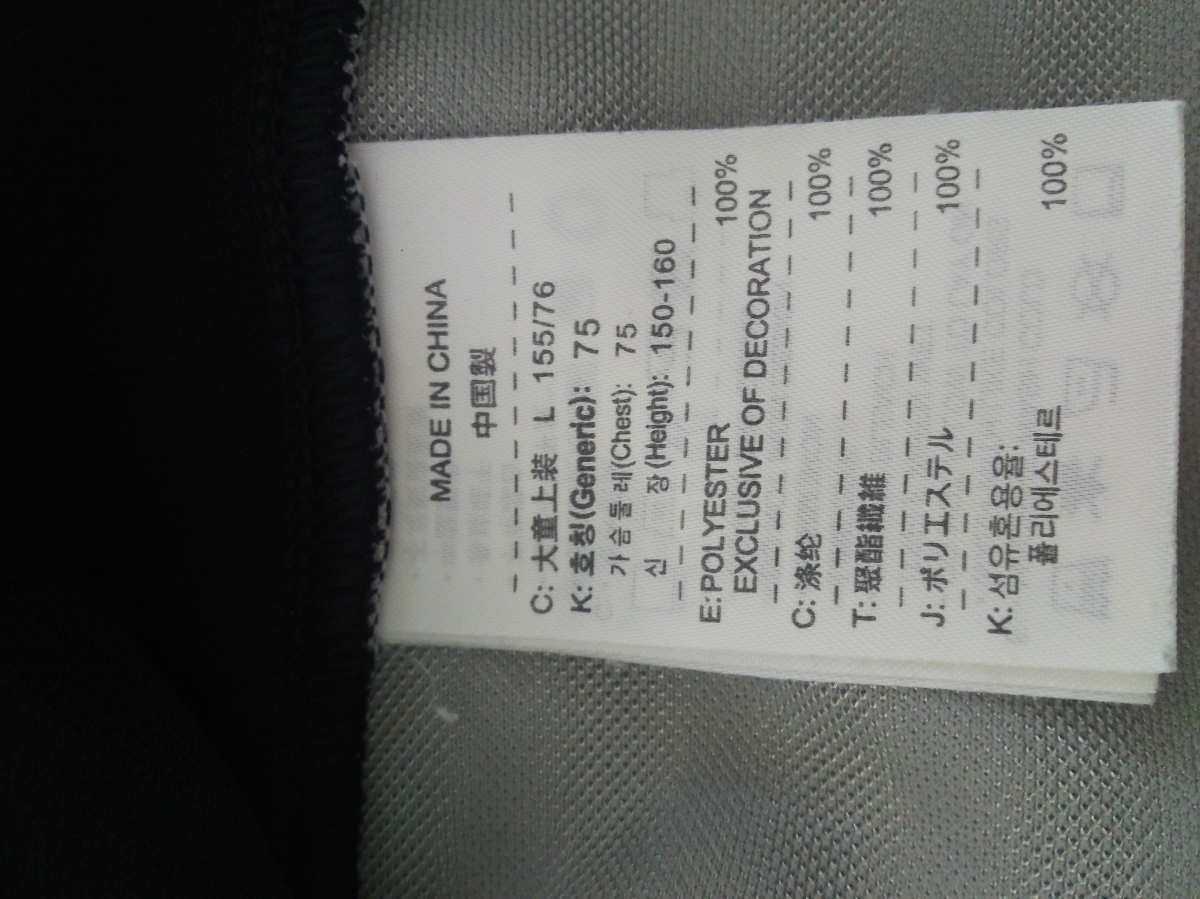 MADE IN CHINA
中国製
C: 大童上装 L 155/76
K: 호칭(Generic): 75
가슴둘레(Chest): 75
신 장(Height): 150-160
E: POLYESTER 100%
EXCLUSIVE OF DECORATION
C: 涤纶 100%
T: 聚酯纖維 100%
J: ポリエステル 100%
K: 섬유혼용율:
폴리에스테르 100%